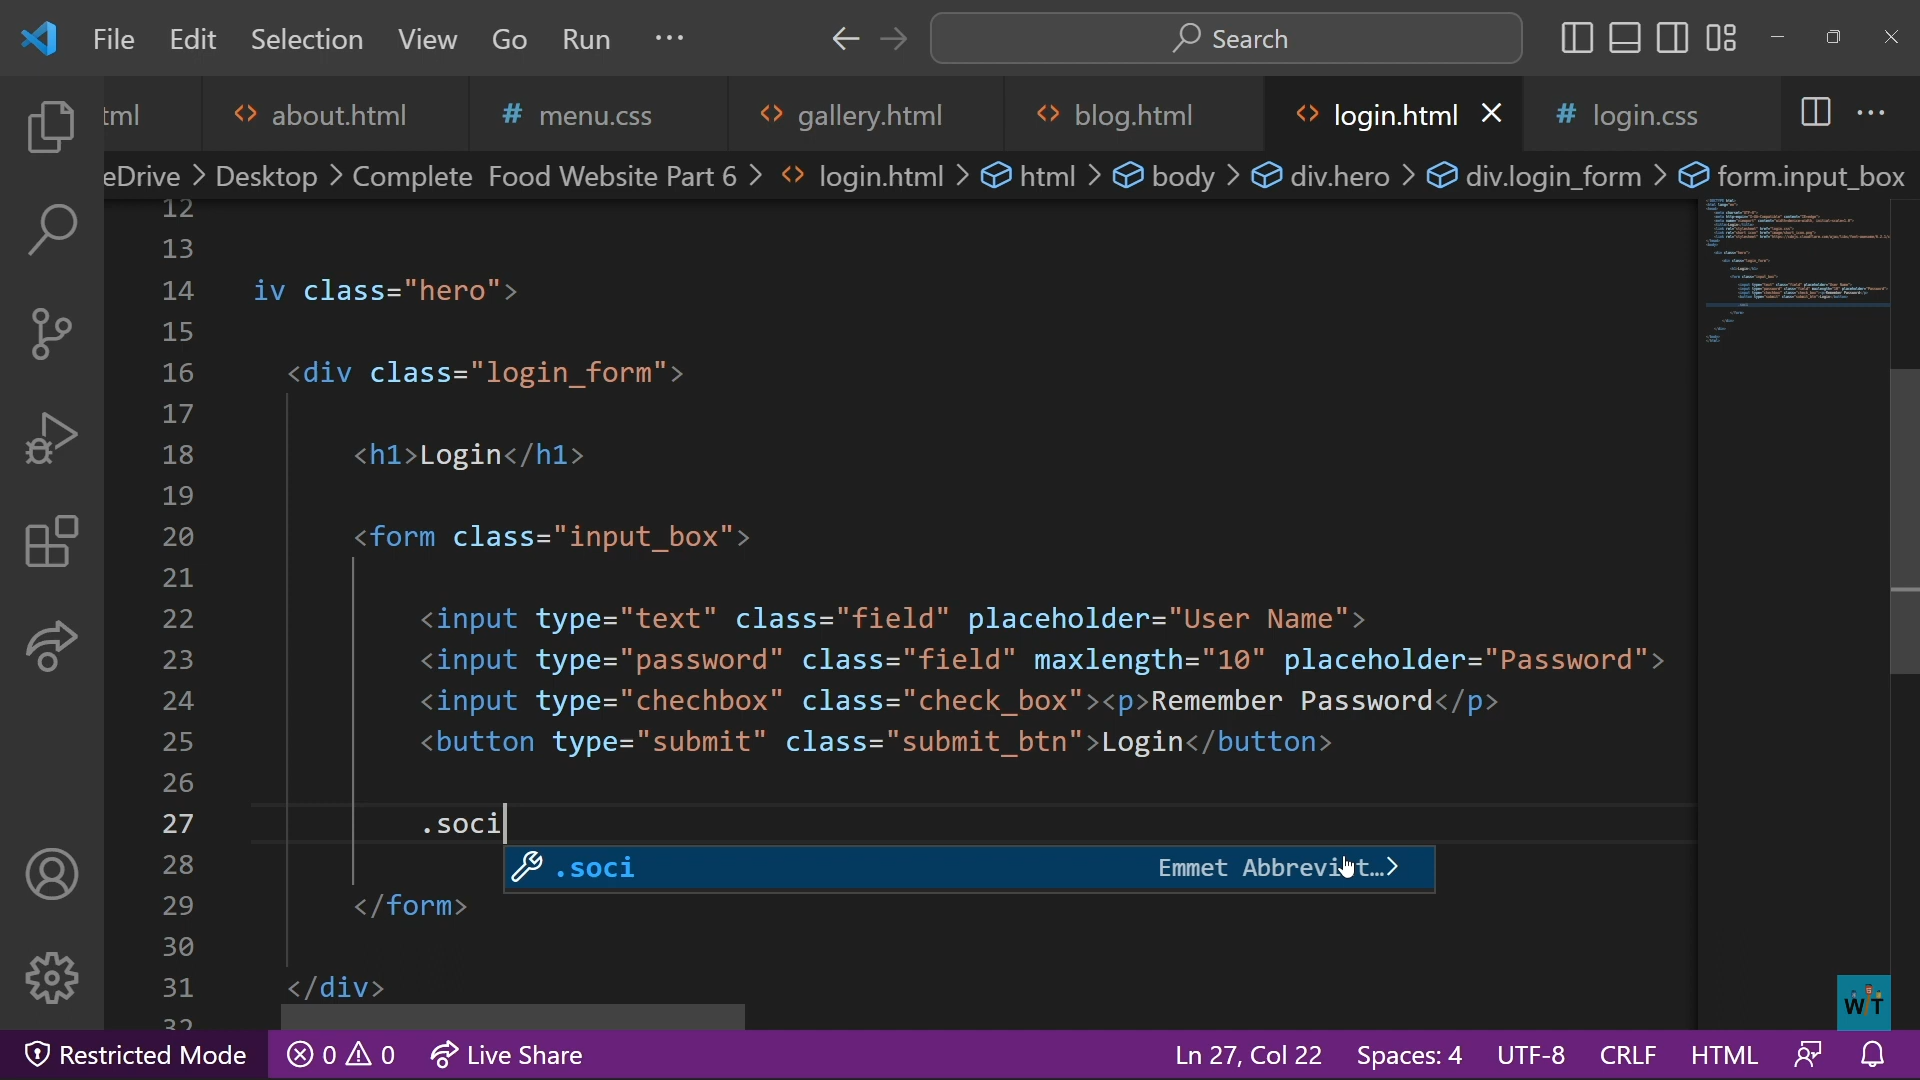 File Edit Selection View Go Run ··· Search
tml about.html menu.css gallery.html blog.html login.html login.css
eDrive > Desktop > Complete Food Website Part 6 > login.html > html > body > div.hero > div.login_form > form.input_box
12
13
14 iv class="hero">
15
16 <div class="login_form">
17
18 <h1>Login</h1>
19
20 <form class="input_box">
21
22 <input type="text" class="field" placeholder="User Name">
23 <input type="password" class="field" maxlength="10" placeholder="Password">
24 <input type="chechbox" class="check_box"><p>Remember Password</p>
25 <button type="submit" class="submit_btn">Login</button>
26
27 .soci
28 .soci Emmet Abbreviat…>
29 </form>
30
31 </div>
32
WIT
Restricted Mode 0 0 Live Share Ln 27, Col 22 Spaces: 4 UTF-8 CRLF HTML